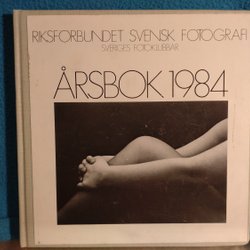 RIKSFÖRBUNDET SVENSK FOTOGRAFI
SVERIGES FOTOKLUBBAR
ÅRSBOK 1984